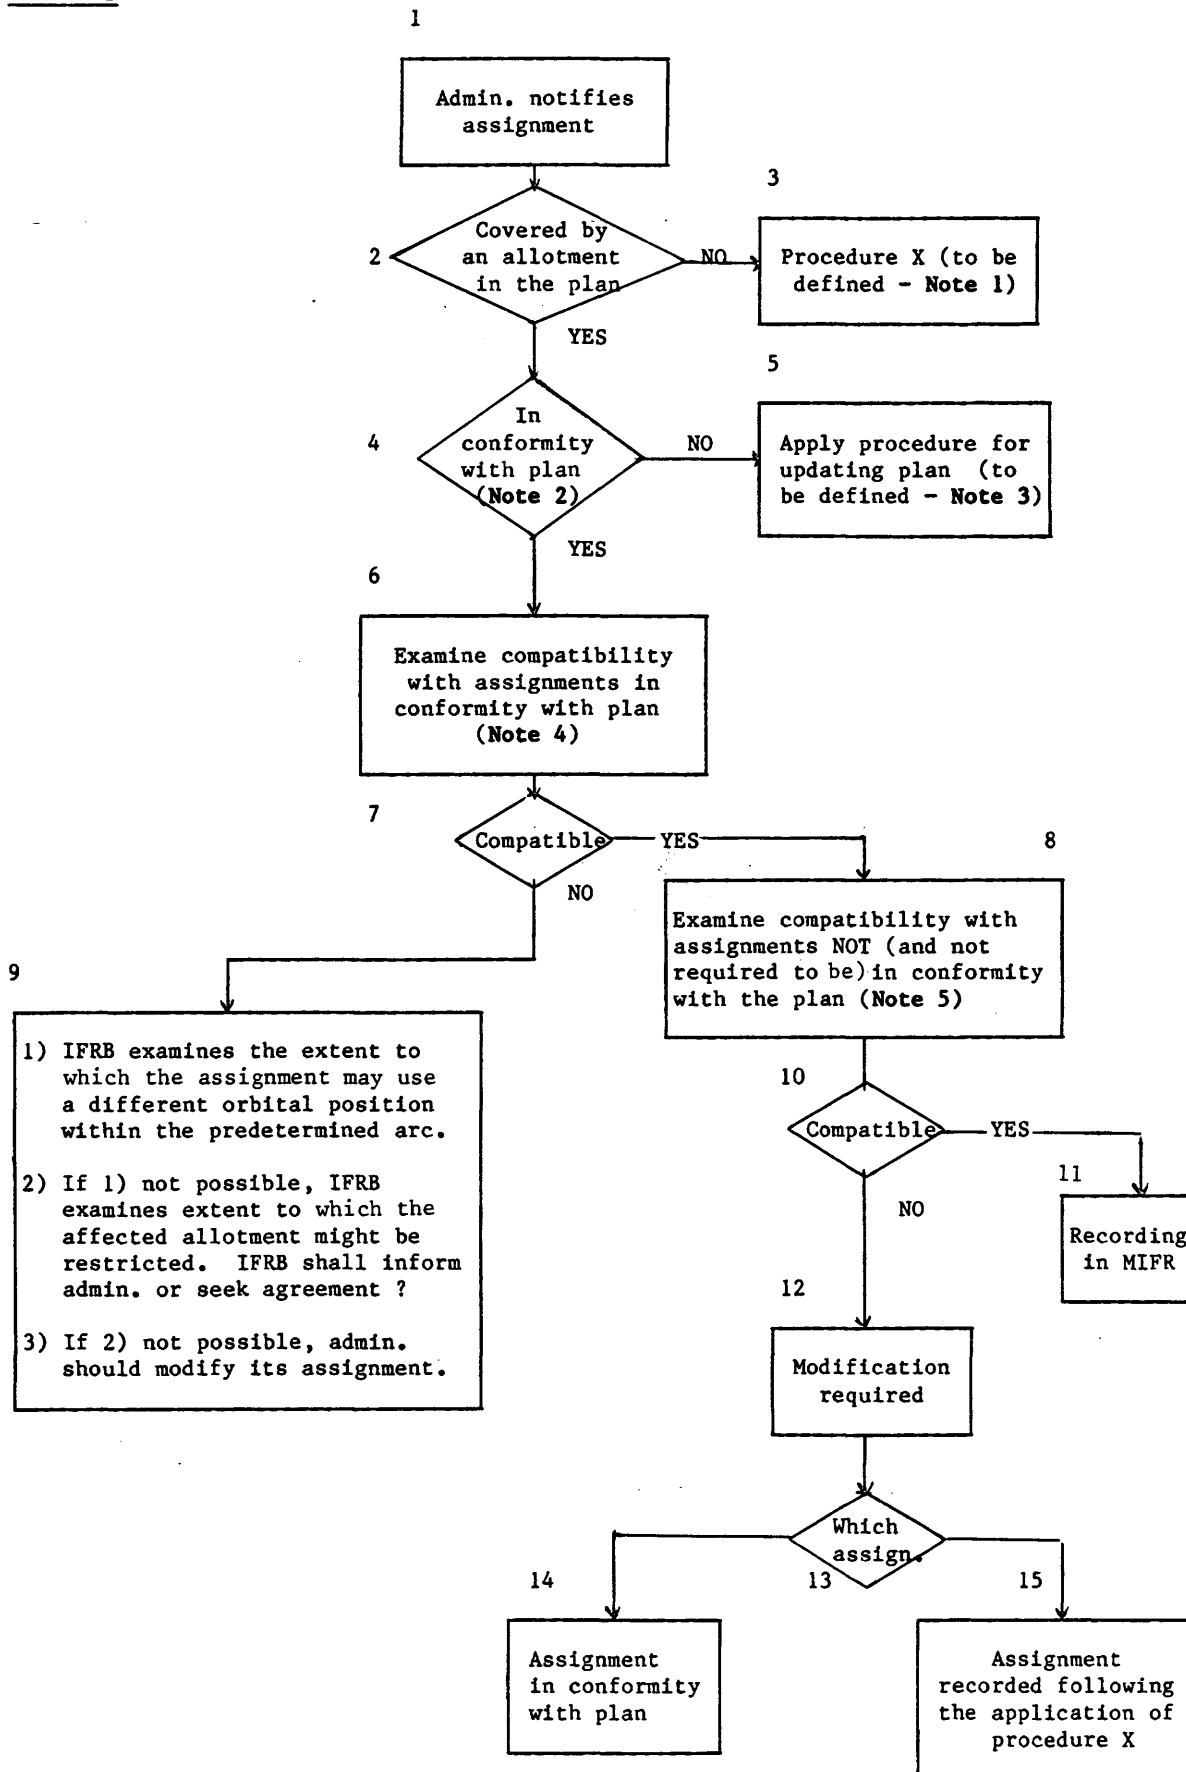 1
Admin. notifies
assignment
2
Covered by
an allotment
in the plan
NO
3
Procedure X (to be
defined - Note 1)
YES
4
In
conformity
with plan
(Note 2)
NO
5
Apply procedure for
updating plan (to
be defined - Note 3)
YES
6
Examine compatibility
with assignments in
conformity with plan
(Note 4)
7
Compatible
YES
NO
8
Examine compatibility with
assignments NOT (and not
required to be) in conformity
with the plan (Note 5)
9
1) IFRB examines the extent to
which the assignment may use
a different orbital position
within the predetermined arc.
2) If 1) not possible, IFRB
examines extent to which the
affected allotment might be
restricted. IFRB shall inform
admin. or seek agreement ?
3) If 2) not possible, admin.
should modify its assignment.
10
Compatible
YES
11
Recording
in MIFR
NO
12
Modification
required
Which
assign.
13
14
Assignment
in conformity
with plan
15
Assignment
recorded following
the application of
procedure X